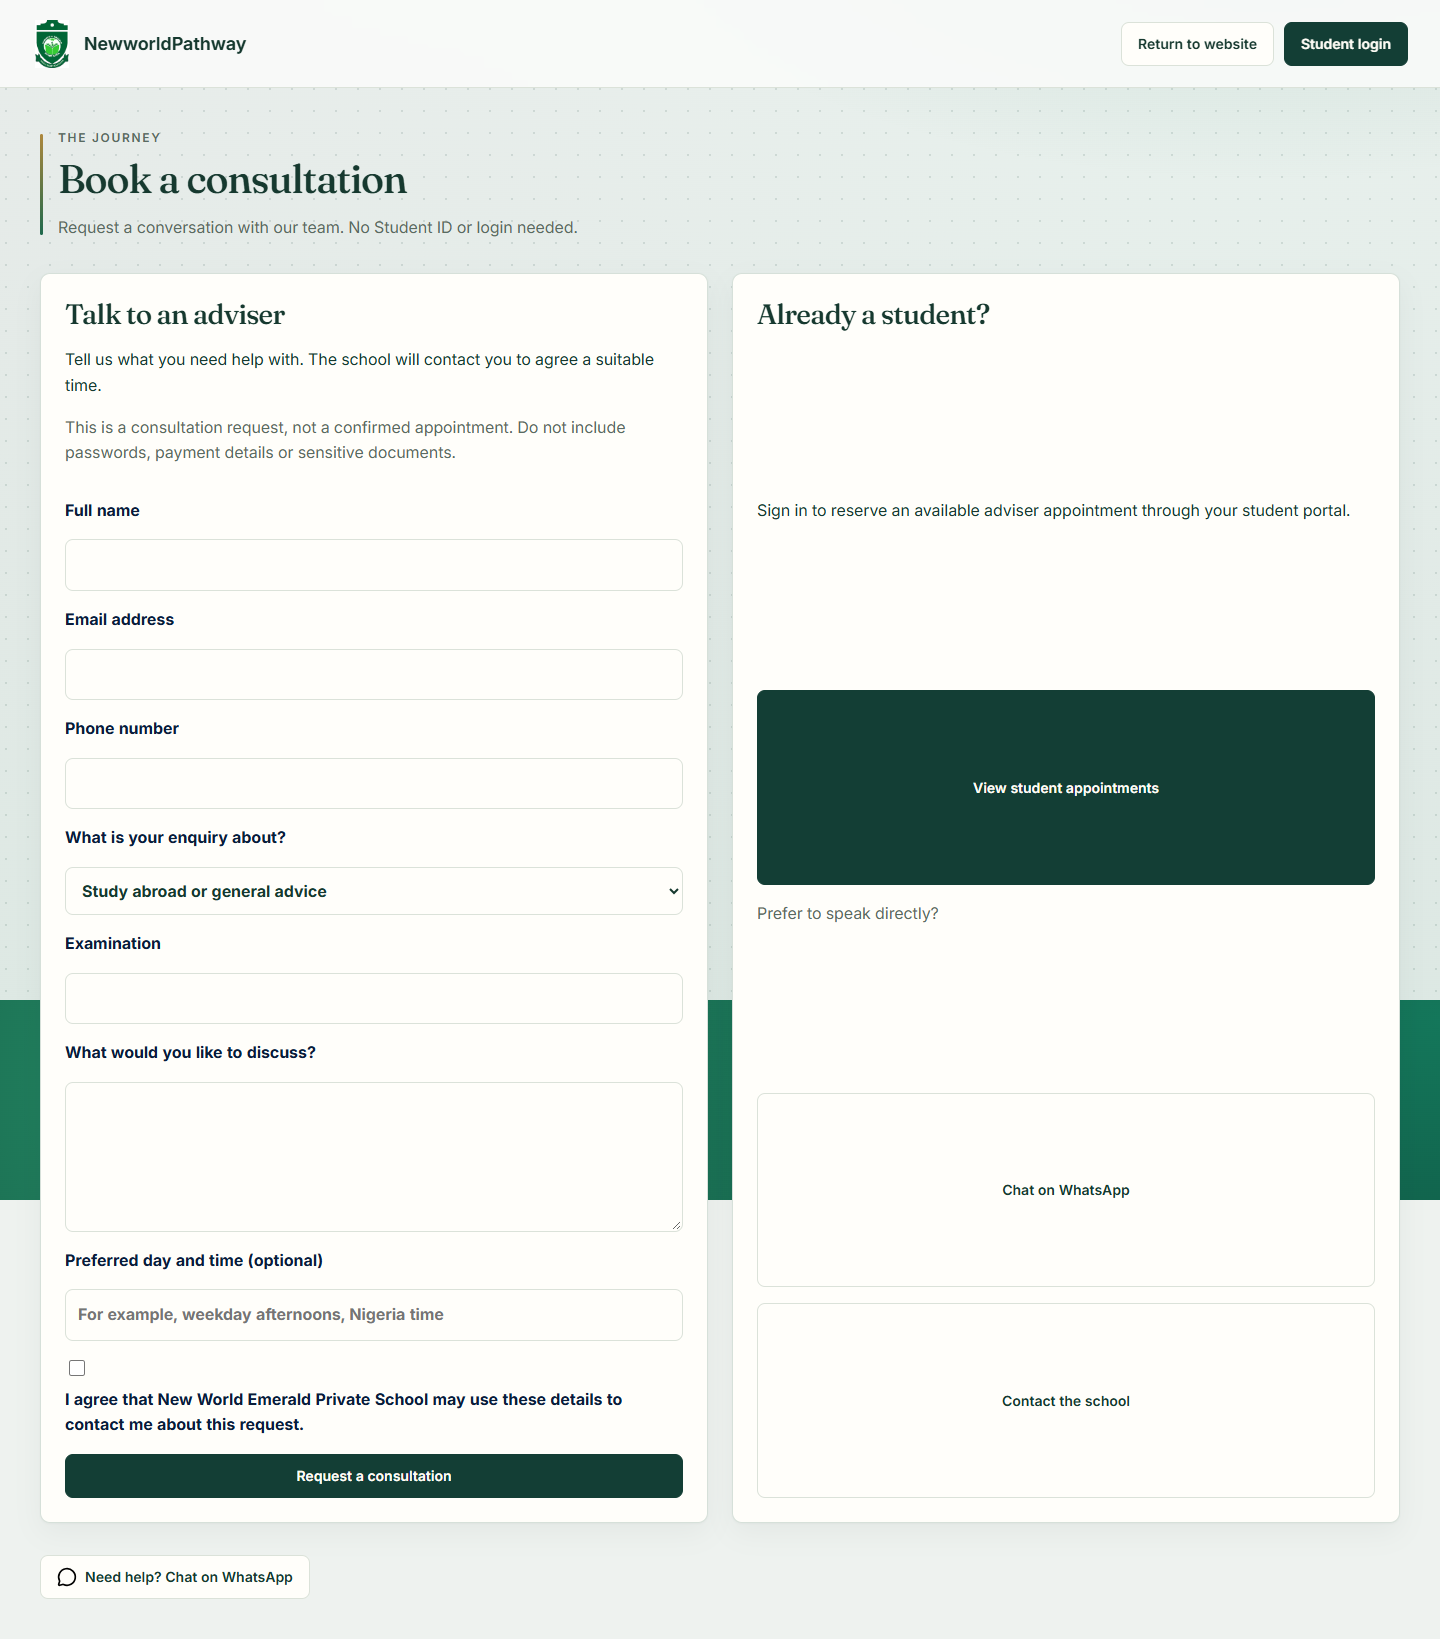 NewworldPathway
Return to website
Student login
THE JOURNEY
Book a consultation
Request a conversation with our team. No Student ID or login needed.
Talk to an adviser
Tell us what you need help with. The school will contact you to agree a suitable
time.
This is a consultation request, not a confirmed appointment. Do not include
passwords, payment details or sensitive documents.
Full name
Email address
Phone number
What is your enquiry about?
Study abroad or general advice
Examination
What would you like to discuss?
Preferred day and time (optional)
For example, weekday afternoons, Nigeria time
I agree that New World Emerald Private School may use these details to
contact me about this request.
Request a consultation
Already a student?
Sign in to reserve an available adviser appointment through your student portal.
View student appointments
Prefer to speak directly?
Chat on WhatsApp
Contact the school
Need help? Chat on WhatsApp